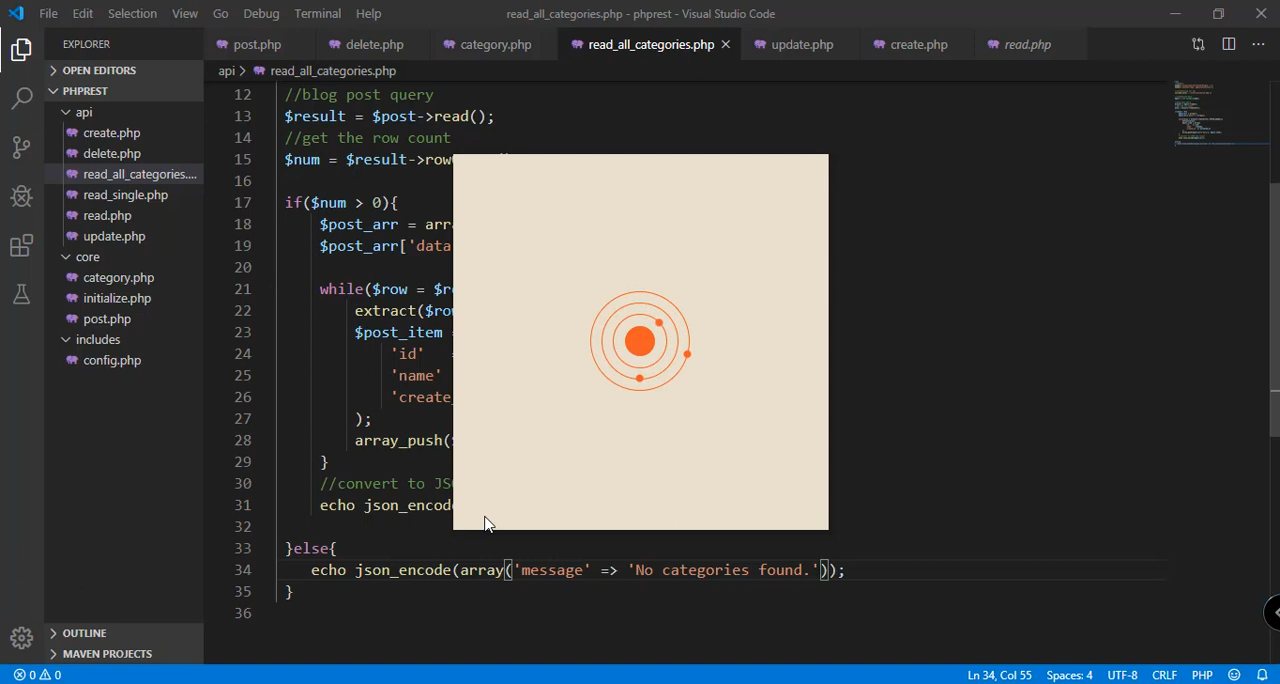 File Edit Selection View Go Debug Terminal Help
read_all_categories.php - phprest - Visual Studio Code
EXPLORER
OPEN EDITORS
PHPREST
api
create.php
delete.php
read_all_categories....
read_single.php
read.php
update.php
core
category.php
initialize.php
post.php
includes
config.php
OUTLINE
MAVEN PROJECTS
post.php delete.php category.php read_all_categories.php update.php create.php read.php
api read_all_categories.php
12 //blog post query
13 $result = $post->read();
14 //get the row count
15 $num = $result->row
16
17 if($num > 0){
18 $post_arr = arr
19 $post_arr['data
20
21 while($row = $r
22 extract($ro
23 $post_item
24 'id'
25 'name'
26 'create_
27 );
28 array_push(
29 }
30 //convert to JS
31 echo json_encod
32
33 }else{
34 echo json_encode(array('message' => 'No categories found.'));
35 }
36
0 0
Ln 34, Col 55 Spaces: 4 UTF-8 CRLF PHP